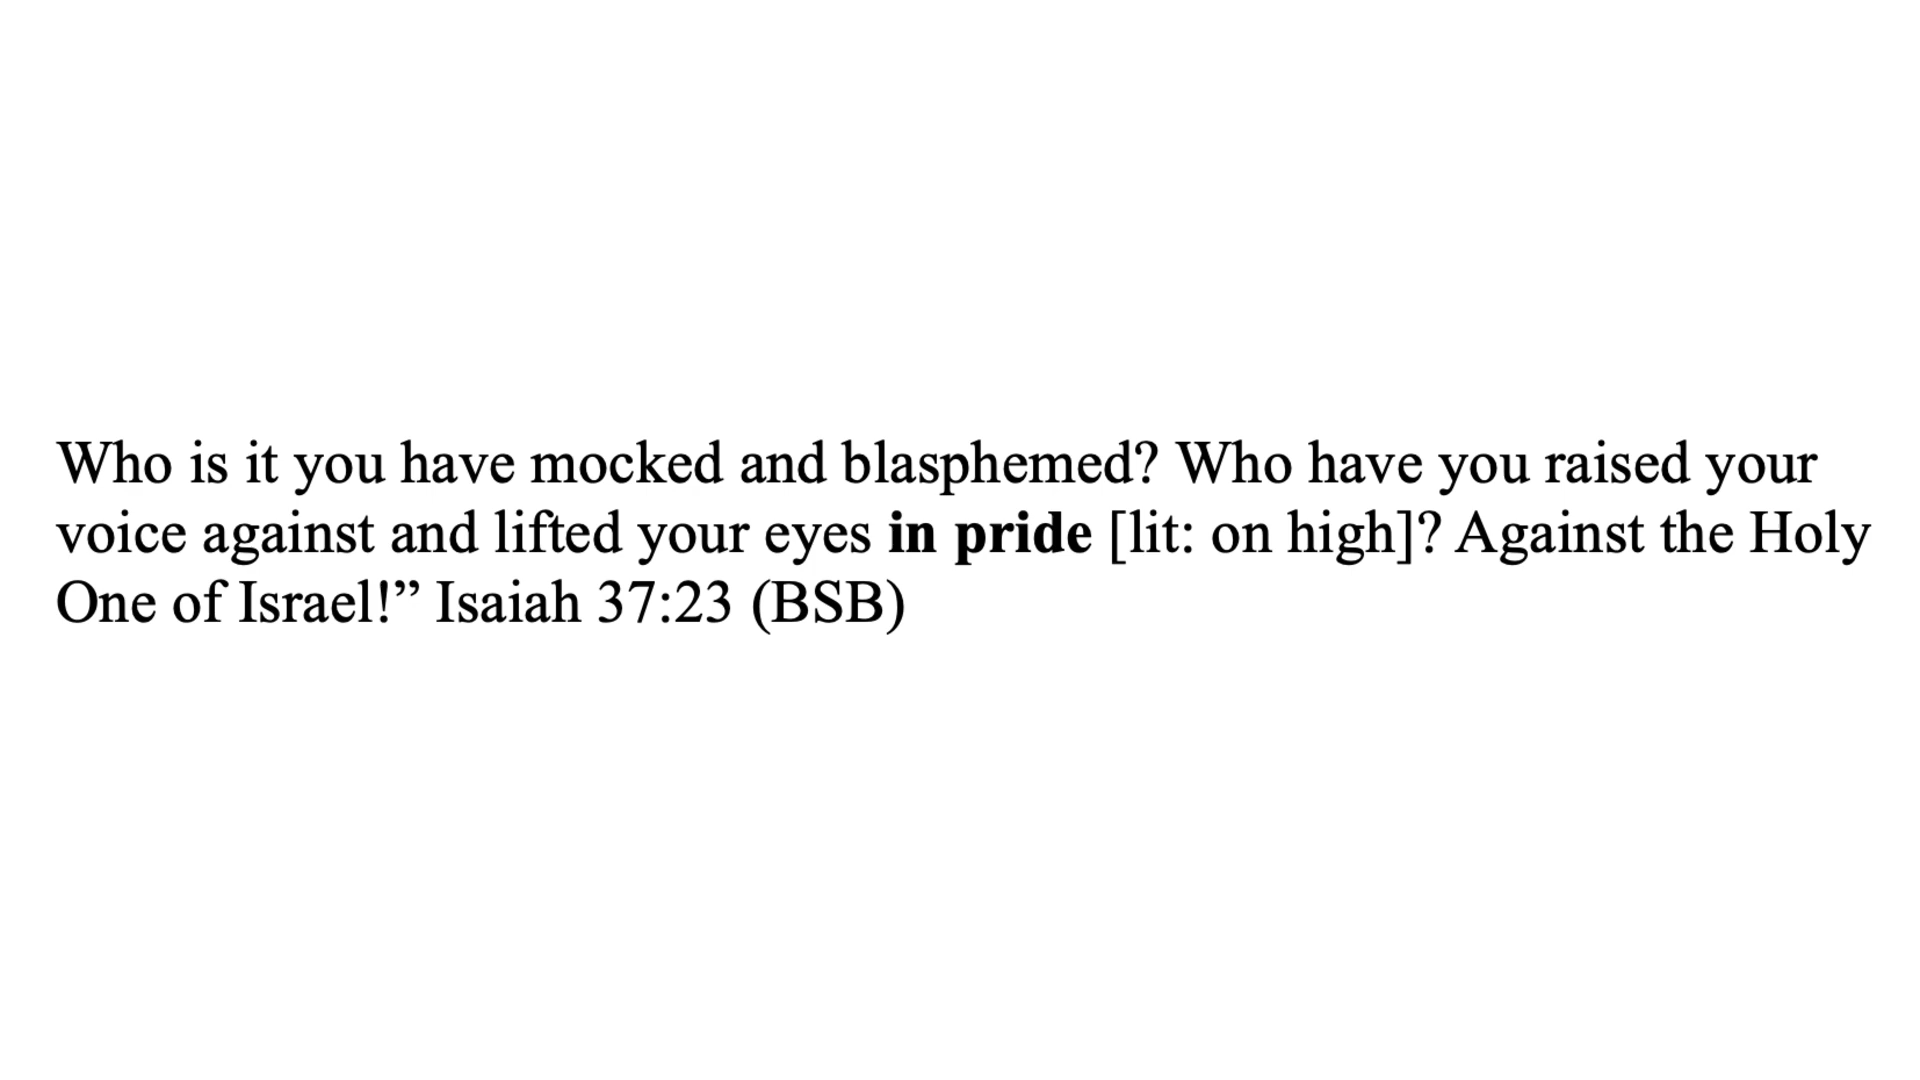 Who is it you have mocked and blasphemed? Who have you raised your
voice against and lifted your eyes in pride [lit: on high]? Against the Holy
One of Israel!” Isaiah 37:23 (BSB)